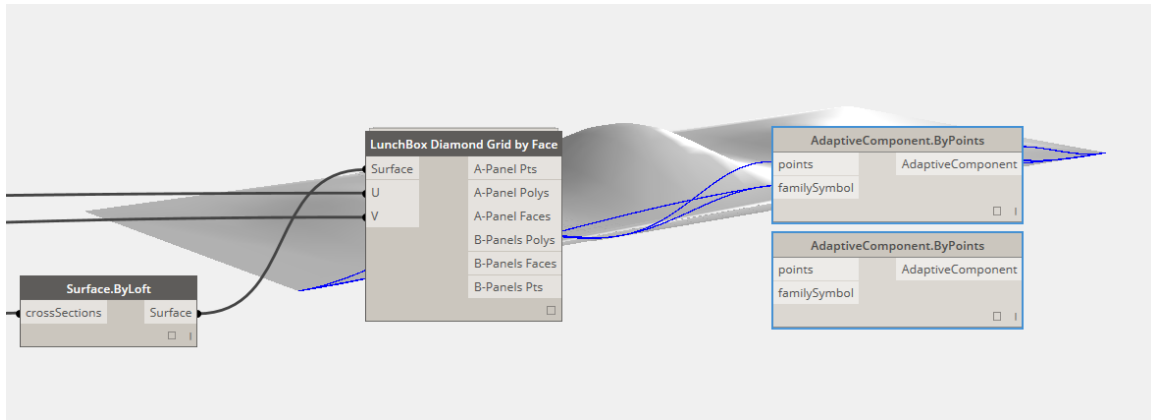 LunchBox Diamond Grid by Face
Surface
U
V
A-Panel Pts
A-Panel Polys
A-Panel Faces
B-Panels Polys
B-Panels Faces
B-Panels Pts
AdaptiveComponent.ByPoints
points
familySymbol
AdaptiveComponent
AdaptiveComponent.ByPoints
points
familySymbol
AdaptiveComponent
Surface.ByLoft
crossSections
Surface